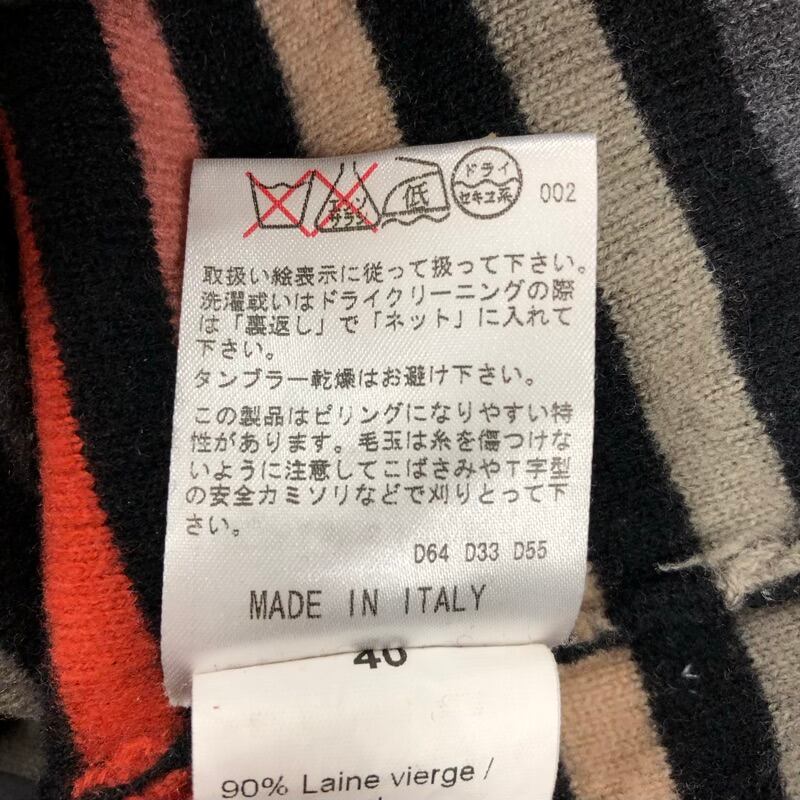 エンソ
サラシ
低
ドライ
セキユ系
002
取扱い絵表示に従って扱って下さい。
洗濯或いはドライクリーニングの際
は「裏返し」で「ネット」に入れて
下さい。
タンブラー乾燥はお避け下さい。
この製品はピリングになりやすい特
性があります。毛玉は糸を傷つけな
いように注意してこばさみやT字型
の安全カミソリなどで刈りとって下
さい。
D64 D33 D55
MADE IN ITALY
40
90% Laine vierge /